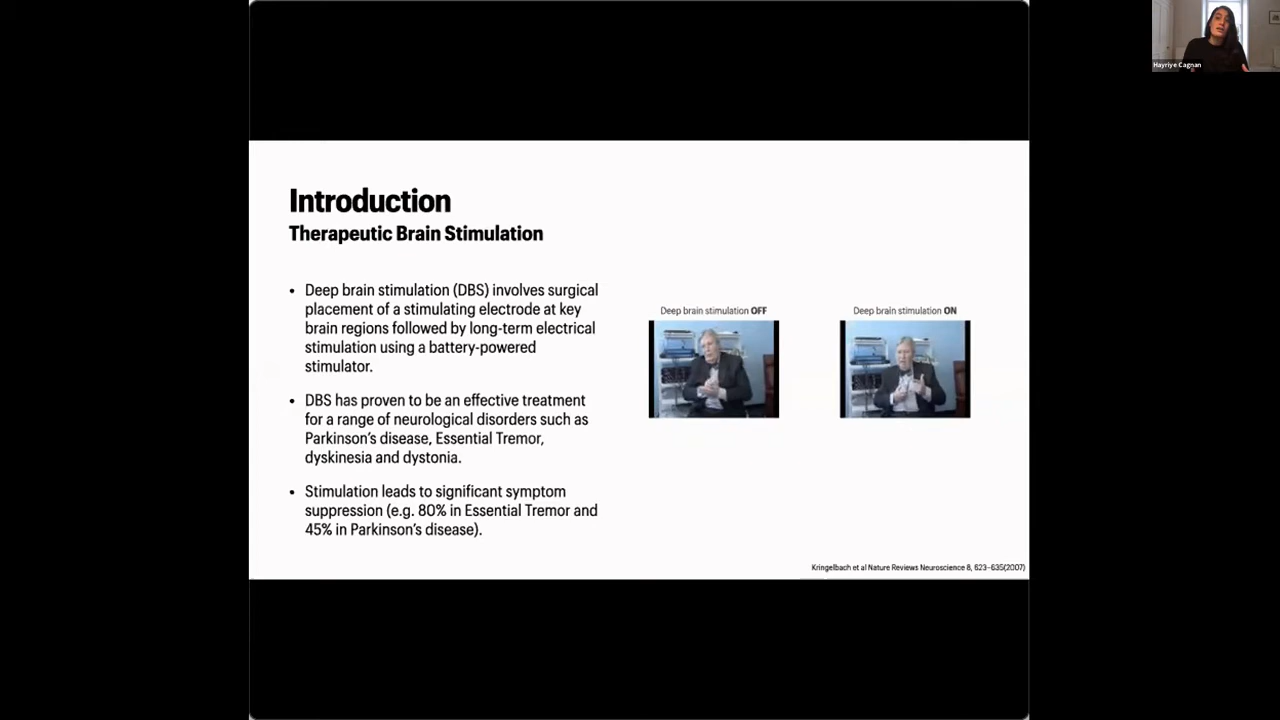 Hayriye Cagnan
Introduction
Therapeutic Brain Stimulation
• Deep brain stimulation (DBS) involves surgical
placement of a stimulating electrode at key
brain regions followed by long-term electrical
stimulation using a battery-powered
stimulator.
• DBS has proven to be an effective treatment
for a range of neurological disorders such as
Parkinson's disease, Essential Tremor,
dyskinesia and dystonia.
• Stimulation leads to significant symptom
suppression (e.g. 80% in Essential Tremor and
45% in Parkinson's disease).
Deep brain stimulation OFF
Deep brain stimulation ON
Kringelbach et al Nature Reviews Neuroscience 8, 623–635(2007)